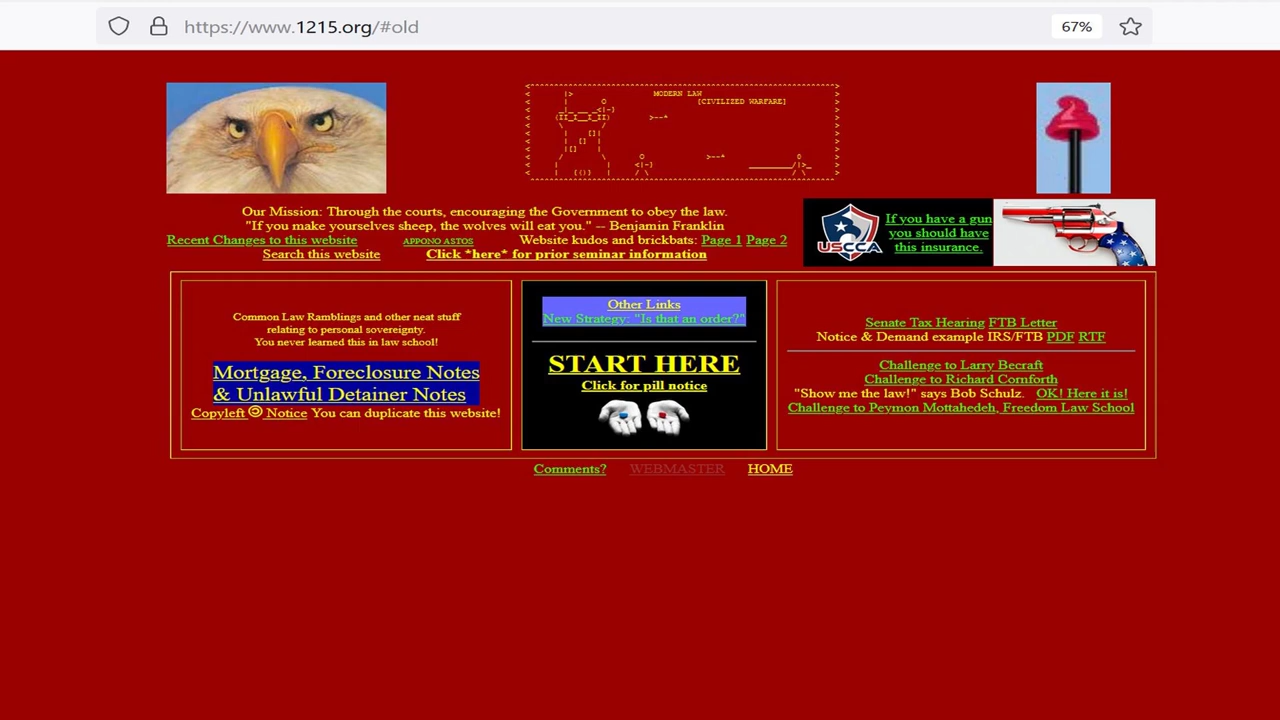 https://www.1215.org/#old
67%
MODERN LAW
[CIVILIZED WARFARE]
Our Mission: Through the courts, encouraging the Government to obey the law.
"If you make yourselves sheep, the wolves will eat you." -- Benjamin Franklin
Recent Changes to this website APPONO ASTOS Website kudos and brickbats: Page 1 Page 2
Search this website Click *here* for prior seminar information
USCCA
If you have a gun
you should have
this insurance.
Common Law Ramblings and other neat stuff
relating to personal sovereignty.
You never learned this in law school!
Mortgage, Foreclosure Notes
& Unlawful Detainer Notes
Copyleft Notice You can duplicate this website!
Other Links
New Strategy: "Is that an order?"
START HERE
Click for pill notice
Senate Tax Hearing FTB Letter
Notice & Demand example IRS/FTB PDF RTF
Challenge to Larry Becraft
Challenge to Richard Cornforth
"Show me the law!" says Bob Schulz. OK! Here it is!
Challenge to Peymon Mottahedeh, Freedom Law School
Comments? WEBMASTER HOME